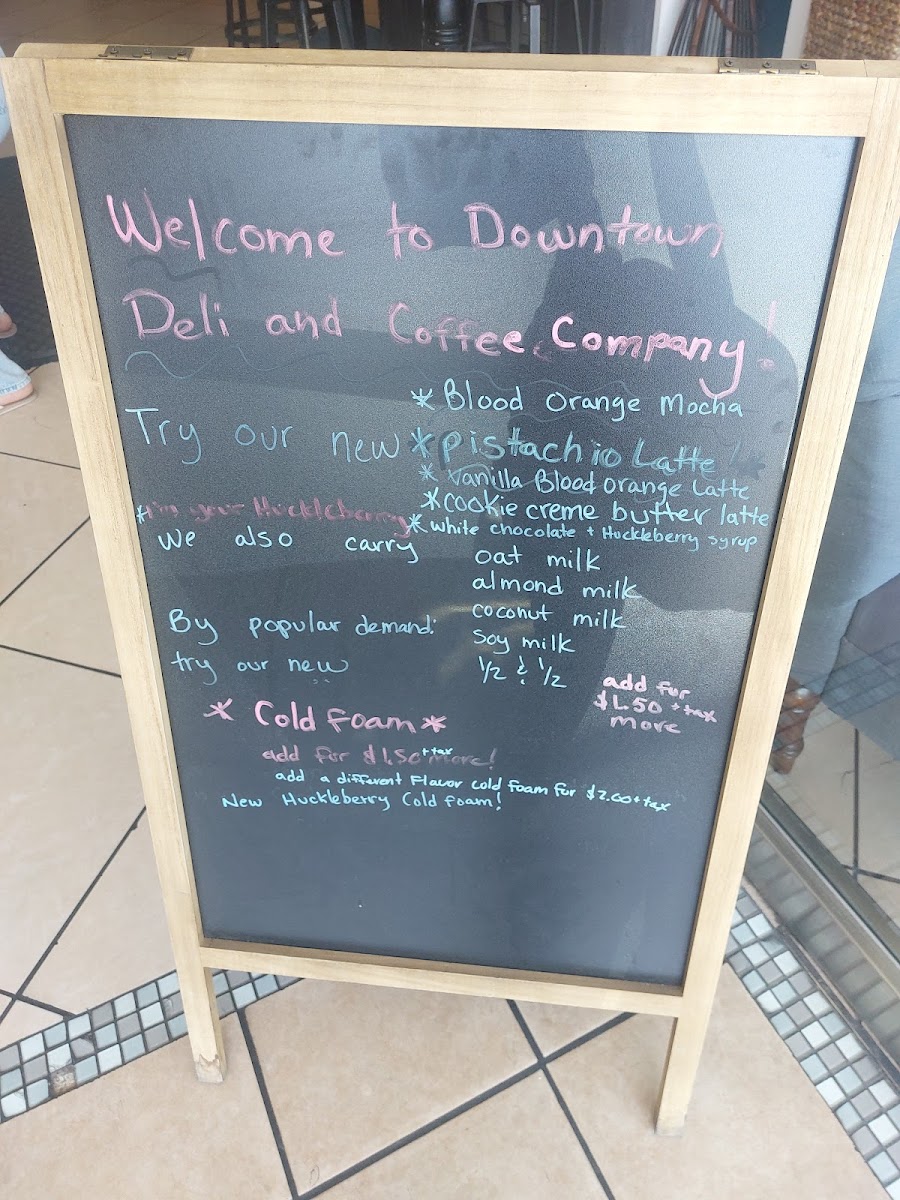 Welcome to Downtown
Deli and Coffee Company!
Try our new
* Blood Orange Mocha
* pistachio Latte!
* Vanilla Blood Orange Latte
* cookie creme butter latte
* I'm your Huckleberry
* white chocolate + Huckleberry syrup
we also carry
oat milk
almond milk
coconut milk
soy milk
1/2 & 1/2
add for
$1.50 + tax
more
By popular demand:
try our new
* Cold Foam *
add for $1.50 + tax more!
add a different Flavor cold foam for $2.00 + tax
New Huckleberry Cold foam!